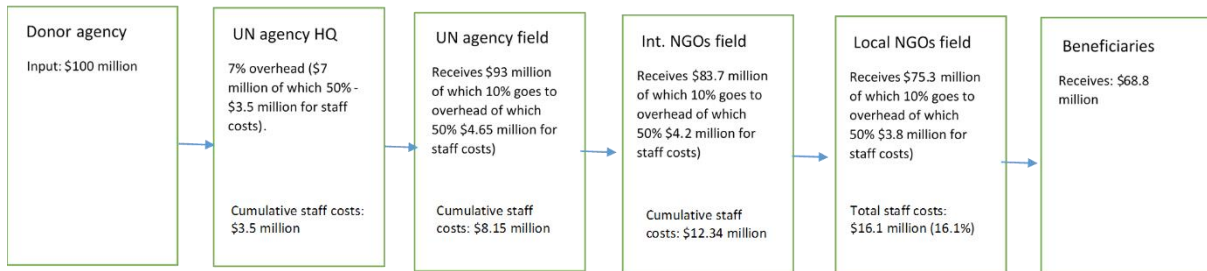 Donor agency
Input: $100 million
UN agency HQ
7% overhead ($7
million of which 50% -
$3.5 million for staff
costs).
Cumulative staff costs:
$3.5 million
UN agency field
Receives $93 million
of which 10% goes to
overhead of which
50% $4.65 million for
staff costs)
Cumulative staff
costs: $8.15 million
Int. NGOs field
Receives $83.7 million
of which 10% goes to
overhead of which
50% $4.2 million for
staff costs)
Cumulative staff
costs: $12.34 million
Local NGOs field
Receives $75.3 million
of which 10% goes to
overhead of which
50% $3.8 million for
staff costs)
Total staff costs:
$16.1 million (16.1%)
Beneficiaries
Receives: $68.8
million